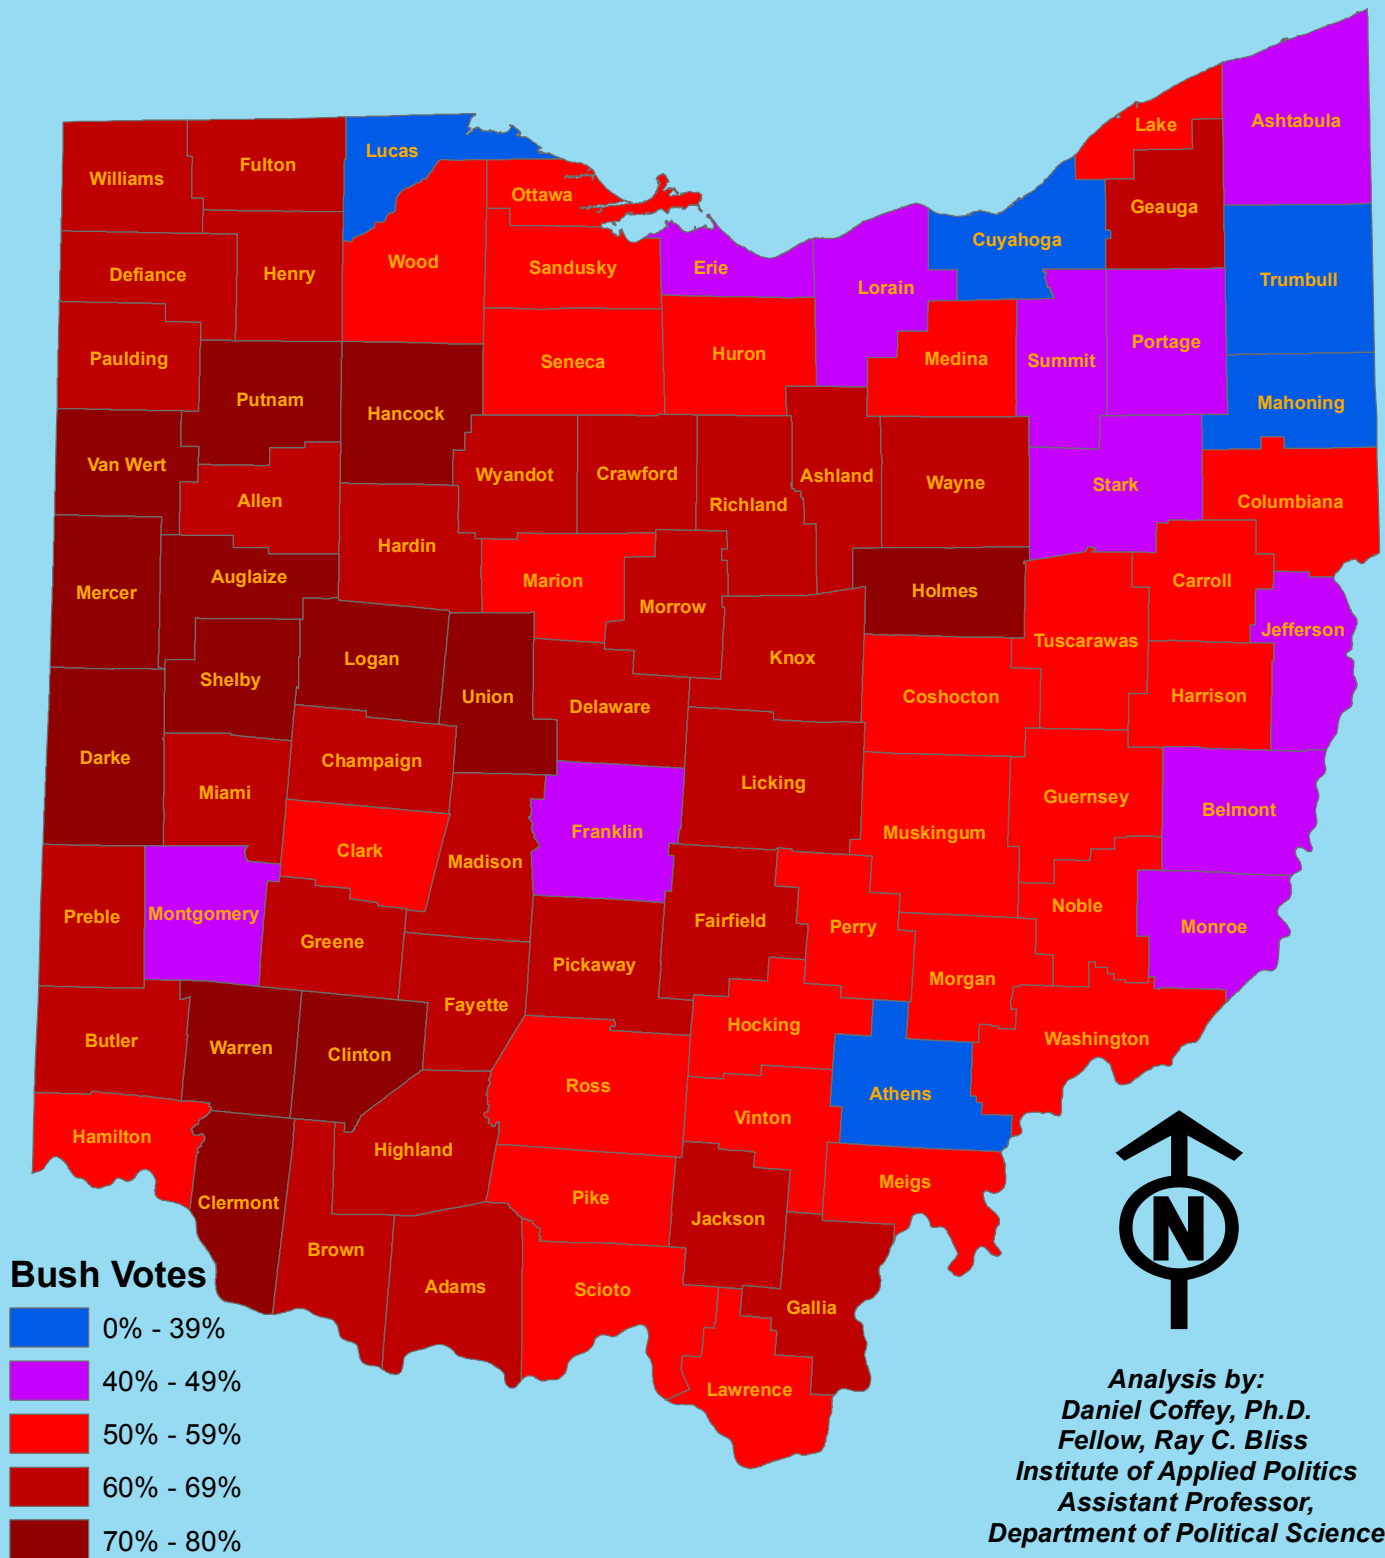 Ashtabula
Lake
Lucas
Fulton
Williams
Ottawa
Geauga
Cuyahoga
Wood
Sandusky
Erie
Henry
Defiance
Trumbull
Lorain
Portage
Huron
Medina
Summit
Paulding
Seneca
Putnam
Mahoning
Hancock
Van Wert
Wyandot
Crawford
Ashland
Wayne
Stark
Allen
Columbiana
Richland
Hardin
Auglaize
Marion
Carroll
Mercer
Holmes
Morrow
Jefferson
Tuscarawas
Logan
Knox
Shelby
Union
Coshocton
Harrison
Delaware
Darke
Champaign
Licking
Miami
Guernsey
Belmont
Franklin
Muskingum
Clark
Madison
Noble
Preble
Montgomery
Fairfield
Perry
Monroe
Greene
Pickaway
Morgan
Fayette
Hocking
Butler
Washington
Warren
Clinton
Ross
Athens
Vinton
Hamilton
Highland
Meigs
Pike
Clermont
Jackson
Brown
Adams
Scioto
Gallia
Lawrence
N
Bush Votes
0% - 39%
40% - 49%
50% - 59%
60% - 69%
70% - 80%
Analysis by:
Daniel Coffey, Ph.D.
Fellow, Ray C. Bliss
Institute of Applied Politics
Assistant Professor,
Department of Political Science